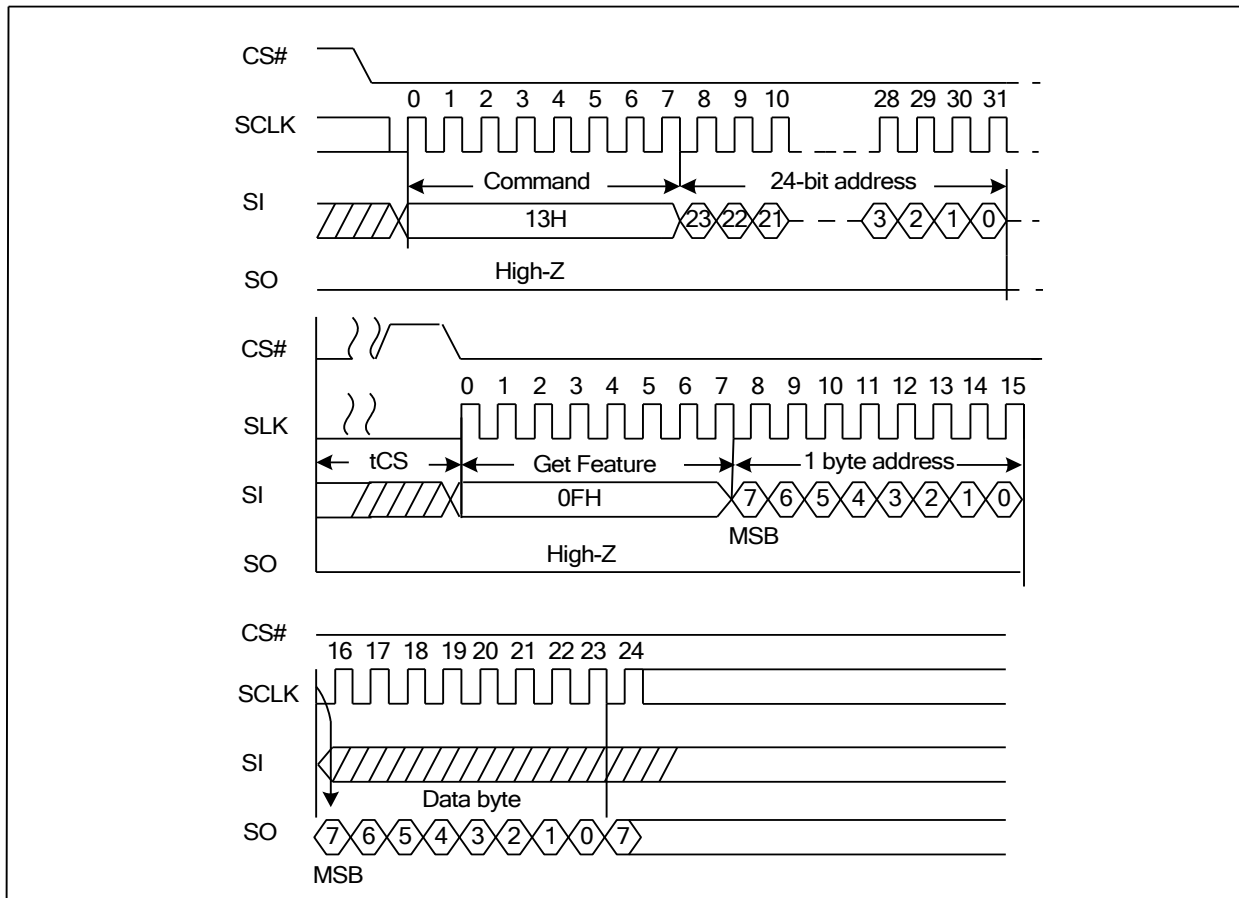 CS#
0 1 2 3 4 5 6 7 8 9 10 28 29 30 31
SCLK
Command 24-bit address
SI
13H 23 22 21 3 2 1 0
High-Z
SO
CS#
0 1 2 3 4 5 6 7 8 9 10 11 12 13 14 15
SLK
tCS Get Feature 1 byte address
SI 0FH 7 6 5 4 3 2 1 0
MSB
High-Z
SO
CS#
16 17 18 19 20 21 22 23 24
SCLK
SI
Data byte
SO 7 6 5 4 3 2 1 0 7
MSB